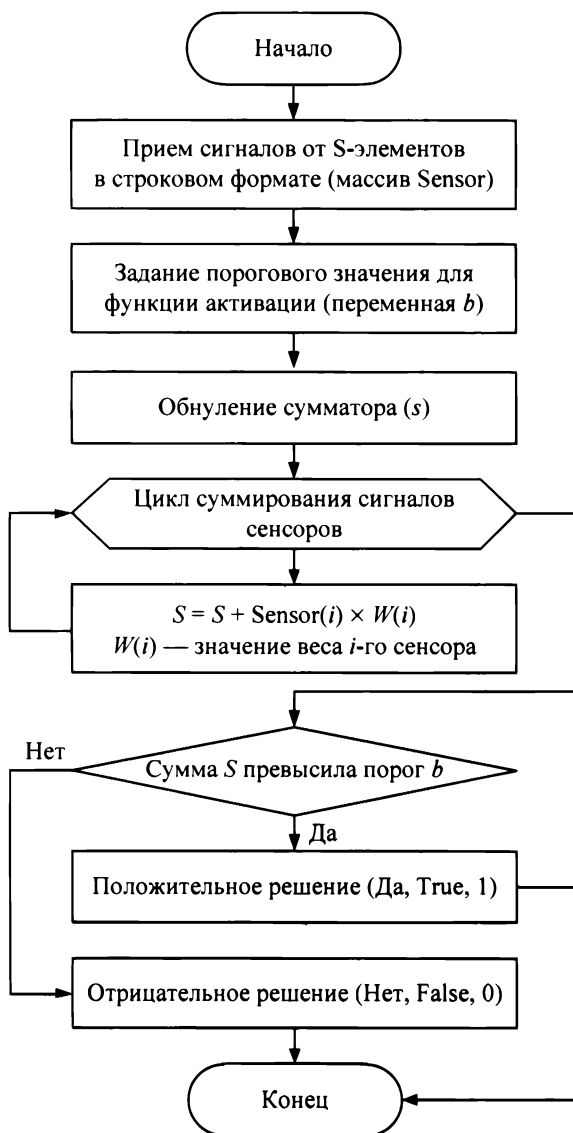 Начало
Прием сигналов от S-элементов
в строковом формате (массив Sensor)
Задание порогового значения для
функции активации (переменная b)
Обнуление сумматора (s)
Цикл суммирования сигналов
сенсоров
S = S + Sensor(i) × W(i)
W(i) — значение веса i-го сенсора
Нет
Сумма S превысила порог b
Да
Положительное решение (Да, True, 1)
Отрицательное решение (Нет, False, 0)
Конец